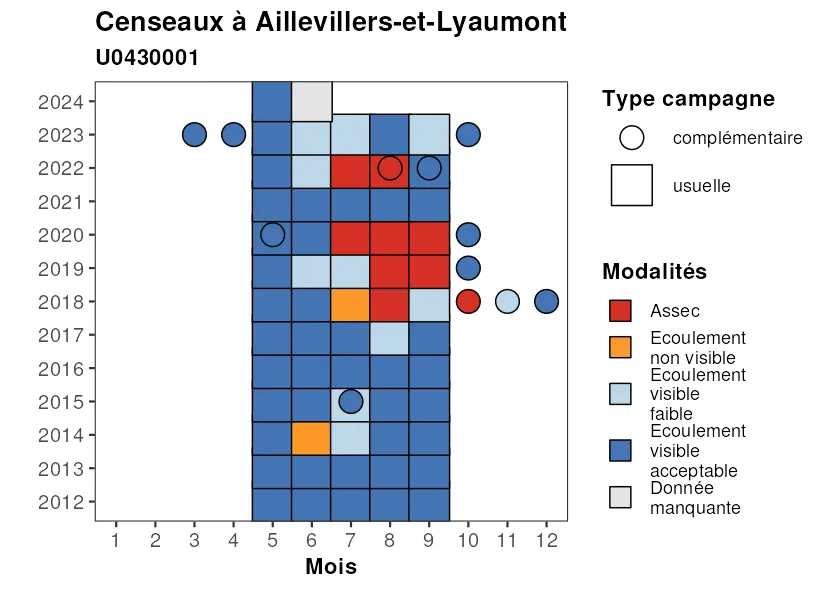 Censeaux à Aillevillers-et-Lyaumont
U0430001
2024
2023
2022
2021
2020
2019
2018
2017
2016
2015
2014
2013
2012
1 2 3 4 5 6 7 8 9 10 11 12
Mois
Type campagne
complémentaire
usuelle
Modalités
Assec
Ecoulement
non visible
Ecoulement
visible
faible
Ecoulement
visible
acceptable
Donnée
manquante